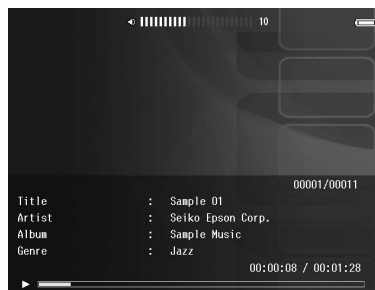 10
00001/00011
Title : Sample 01
Artist : Seiko Epson Corp.
Album : Sample Music
Genre : Jazz
00:00:08 / 00:01:28